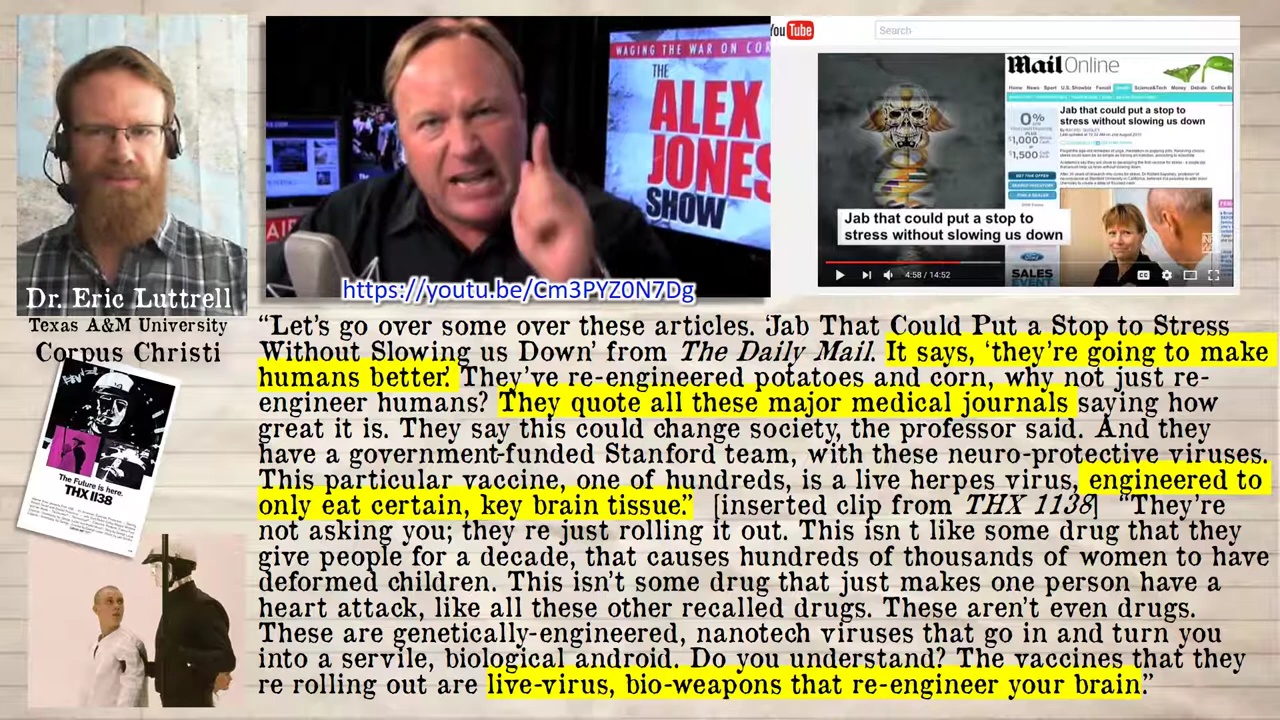 Dr. Eric Luttrell
Texas A&M University
Corpus Christi
The Future is here.
THX 1138
WAGING THE WAR ON COR
THE
ALEX
JONES
SHOW
https://youtu.be/Cm3PYZ0N7Dg
You Tube
Search
Mail Online
Jab that could put a stop to
stress without slowing us down
0%
$1,000
$1,500
Ford
SALES
EVENT
Jab that could put a stop to
stress without slowing us down
4:58 / 14:52
“Let’s go over some over these articles. ‘Jab That Could Put a Stop to Stress
Without Slowing us Down’ from The Daily Mail. It says, ‘they’re going to make
humans better.’ They’ve re-engineered potatoes and corn, why not just re-
engineer humans? They quote all these major medical journals saying how
great it is. They say this could change society, the professor said. And they
have a government-funded Stanford team, with these neuro-protective viruses.
This particular vaccine, one of hundreds, is a live herpes virus, engineered to
only eat certain, key brain tissue.” [inserted clip from THX 1138] “They’re
not asking you; they re just rolling it out. This isn t like some drug that they
give people for a decade, that causes hundreds of thousands of women to have
deformed children. This isn’t some drug that just makes one person have a
heart attack, like all these other recalled drugs. These aren’t even drugs.
These are genetically-engineered, nanotech viruses that go in and turn you
into a servile, biological android. Do you understand? The vaccines that they
re rolling out are live-virus, bio-weapons that re-engineer your brain.”